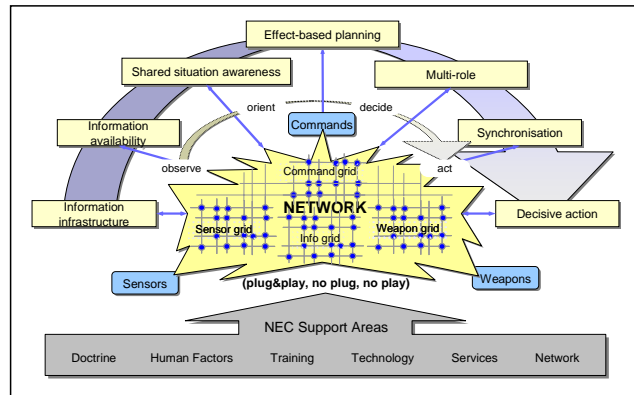 Effect-based planning
Shared situation awareness
Multi-role
orient
decide
Commands
Information
availability
Synchronisation
observe
act
Command grid
Information
infrastructure
NETWORK
Decisive action
Sensor grid
Info grid
Weapon grid
Sensors
(plug&play, no plug, no play)
Weapons
NEC Support Areas
Doctrine Human Factors Training Technology Services Network